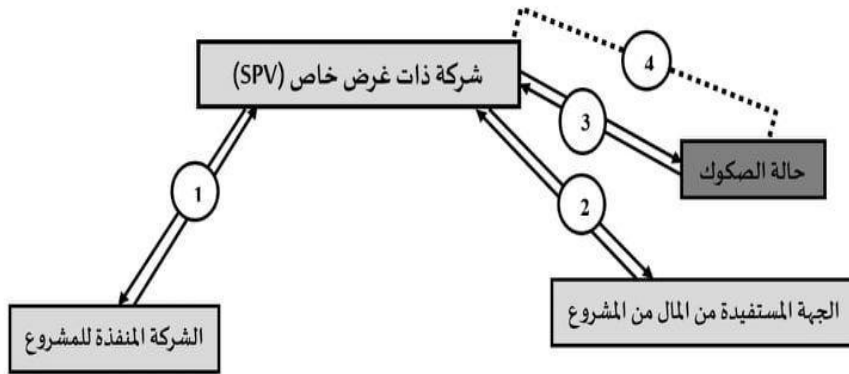 شركة ذات غرض خاص (SPV)
4
3
حالة الصكوك
1
2
الجهة المستفيدة من المال من المشروع
الشركة المنفذة للمشروع